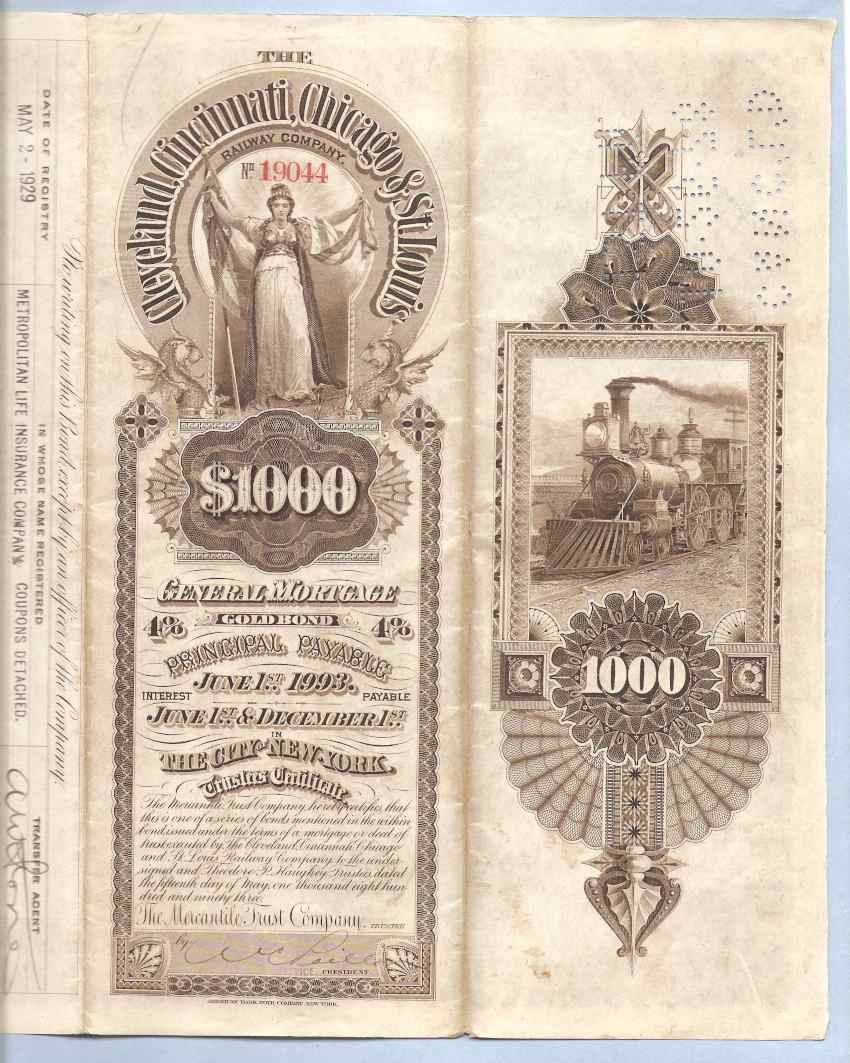 THE
Cleveland, Cincinnati, Chicago & St. Louis
RAILWAY COMPANY.
No 19044
$1000
GENERAL MORTGAGE
4% GOLD BOND 4%
PRINCIPAL PAYABLE
JUNE 1ST 1993.
INTEREST PAYABLE
JUNE 1ST & DECEMBER 1ST
IN
THE CITY OF NEW-YORK.
Trustees Certificate
The Mercantile Trust Company hereby certifies, that
this is one of a series of bonds mentioned in the within
bond issued under the terms of a mortgage or deed of
trust executed by The Cleveland, Cincinnati, Chicago
and St. Louis Railway Company to the under-
signed and Theodore P. Haughey, Trustees, dated
the fifteenth day of May, one thousand eight hun-
dred and ninety three.
The Mercantile Trust Company, TRUSTEE
By
VICE PRESIDENT
AMERICAN BANK NOTE COMPANY, NEW YORK.
1000
No writing on this Bond except by an officer of the Company.
DATE OF REGISTRY
MAY 2 - 1929
IN WHOSE NAME REGISTERED
METROPOLITAN LIFE INSURANCE COMPANY COUPONS DETACHED.
TRANSFER AGENT